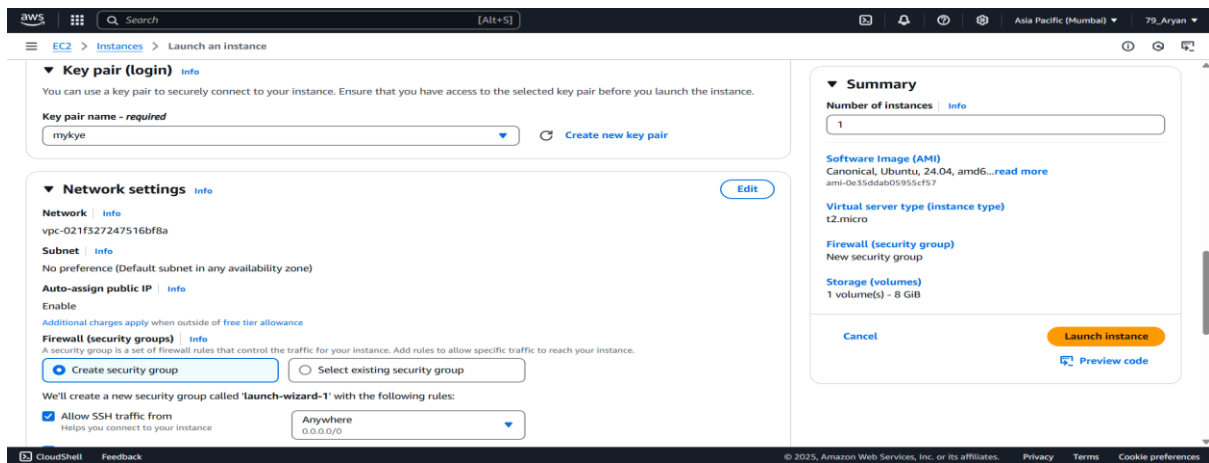 aws
Search [Alt+S] Asia Pacific (Mumbai) 79_Aryan
EC2 > Instances > Launch an instance
Key pair (login) Info
You can use a key pair to securely connect to your instance. Ensure that you have access to the selected key pair before you launch the instance.
Key pair name - required
mykye
Create new key pair
Network settings Info
Edit
Network Info
vpc-021f327247516bf8a
Subnet Info
No preference (Default subnet in any availability zone)
Auto-assign public IP Info
Enable
Additional charges apply when outside of free tier allowance
Firewall (security groups) Info
A security group is a set of firewall rules that control the traffic for your instance. Add rules to allow specific traffic to reach your instance.
Create security group
Select existing security group
We'll create a new security group called 'launch-wizard-1' with the following rules:
Allow SSH traffic from
Helps you connect to your instance
Anywhere
0.0.0.0/0
Summary
Number of instances Info
1
Software Image (AMI)
Canonical, Ubuntu, 24.04, amd6...read more
ami-0e35ddab05955cf57
Virtual server type (instance type)
t2.micro
Firewall (security group)
New security group
Storage (volumes)
1 volume(s) - 8 GiB
Cancel
Launch instance
Preview code
CloudShell Feedback © 2025, Amazon Web Services, Inc. or its affiliates. Privacy Terms Cookie preferences